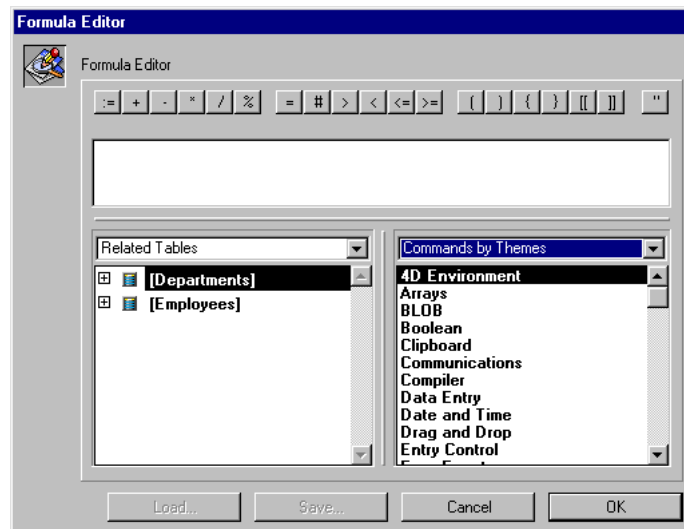 Formula Editor
Formula Editor
:= + - * / % = # > < <= >= ( ) { } [[ ]] "
Related Tables
[Departments]
[Employees]
Commands by Themes
4D Environment
Arrays
BLOB
Boolean
Clipboard
Communications
Compiler
Data Entry
Date and Time
Drag and Drop
Entry Control
Load... Save... Cancel OK